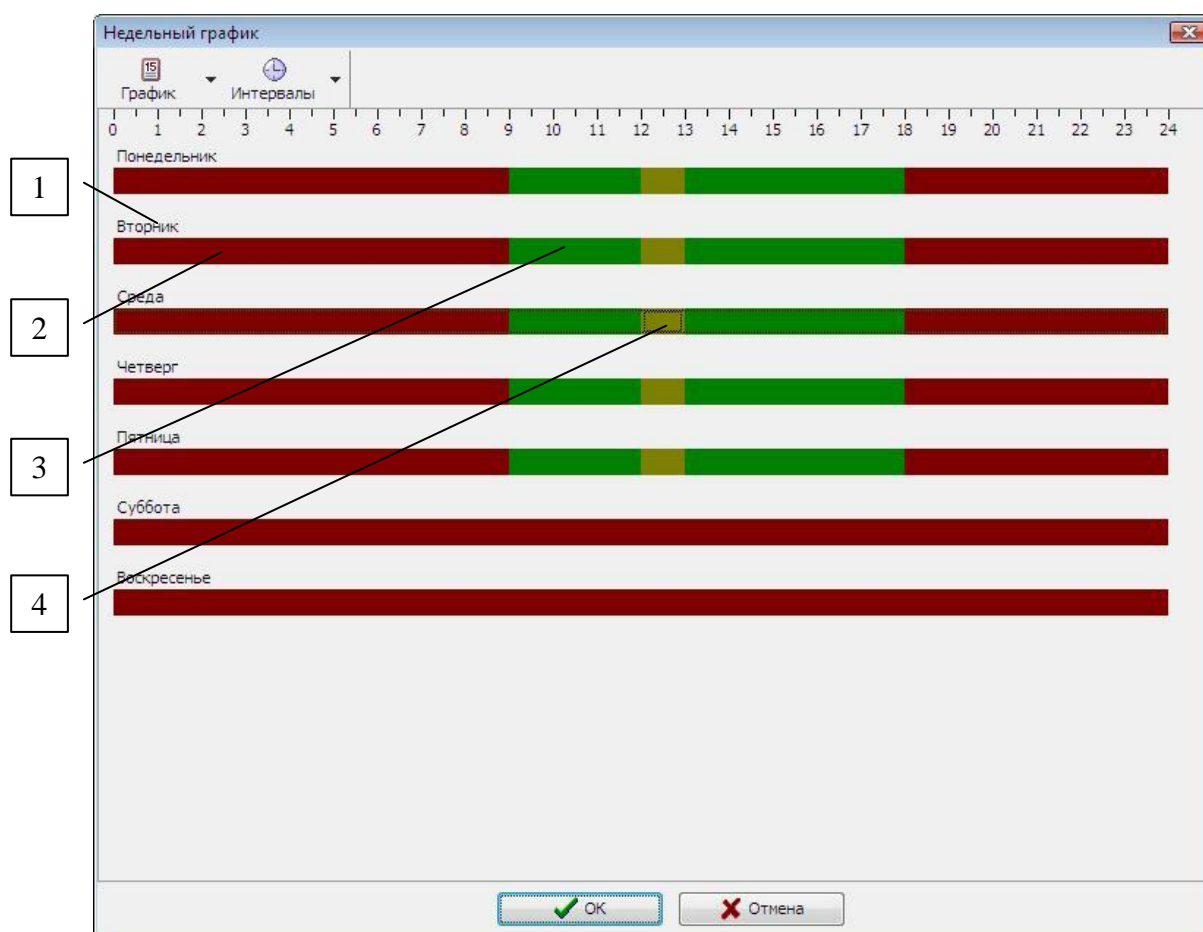 Недельный график
15
График
Интервалы
0 1 2 3 4 5 6 7 8 9 10 11 12 13 14 15 16 17 18 19 20 21 22 23 24
Понедельник
1
Вторник
2
Среда
Четверг
3
Пятница
Суббота
4
Воскресенье
OK
Отмена